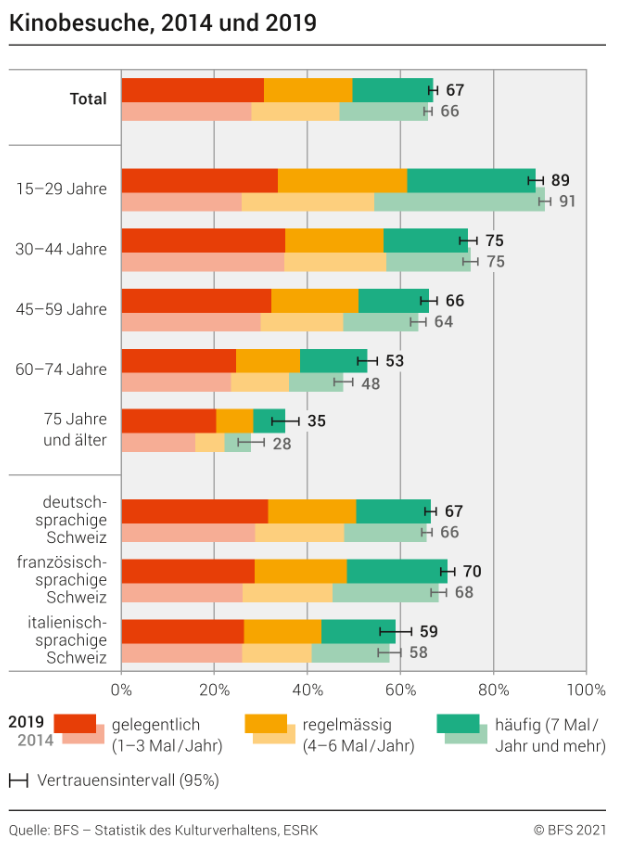 Kinobesuche, 2014 und 2019
Total
67
66
15–29 Jahre
89
91
30–44 Jahre
75
75
45–59 Jahre
66
64
60–74 Jahre
53
48
75 Jahre
und älter
35
28
deutsch-
sprachige
Schweiz
67
66
französisch-
sprachige
Schweiz
70
68
italienisch-
sprachige
Schweiz
59
58
0% 20% 40% 60% 80% 100%
2019 gelegentlich regelmässig häufig (7 Mal/
2014 (1–3 Mal/Jahr) (4–6 Mal/Jahr) Jahr und mehr)
Vertrauensintervall (95%)
Quelle: BFS – Statistik des Kulturverhaltens, ESRK © BFS 2021